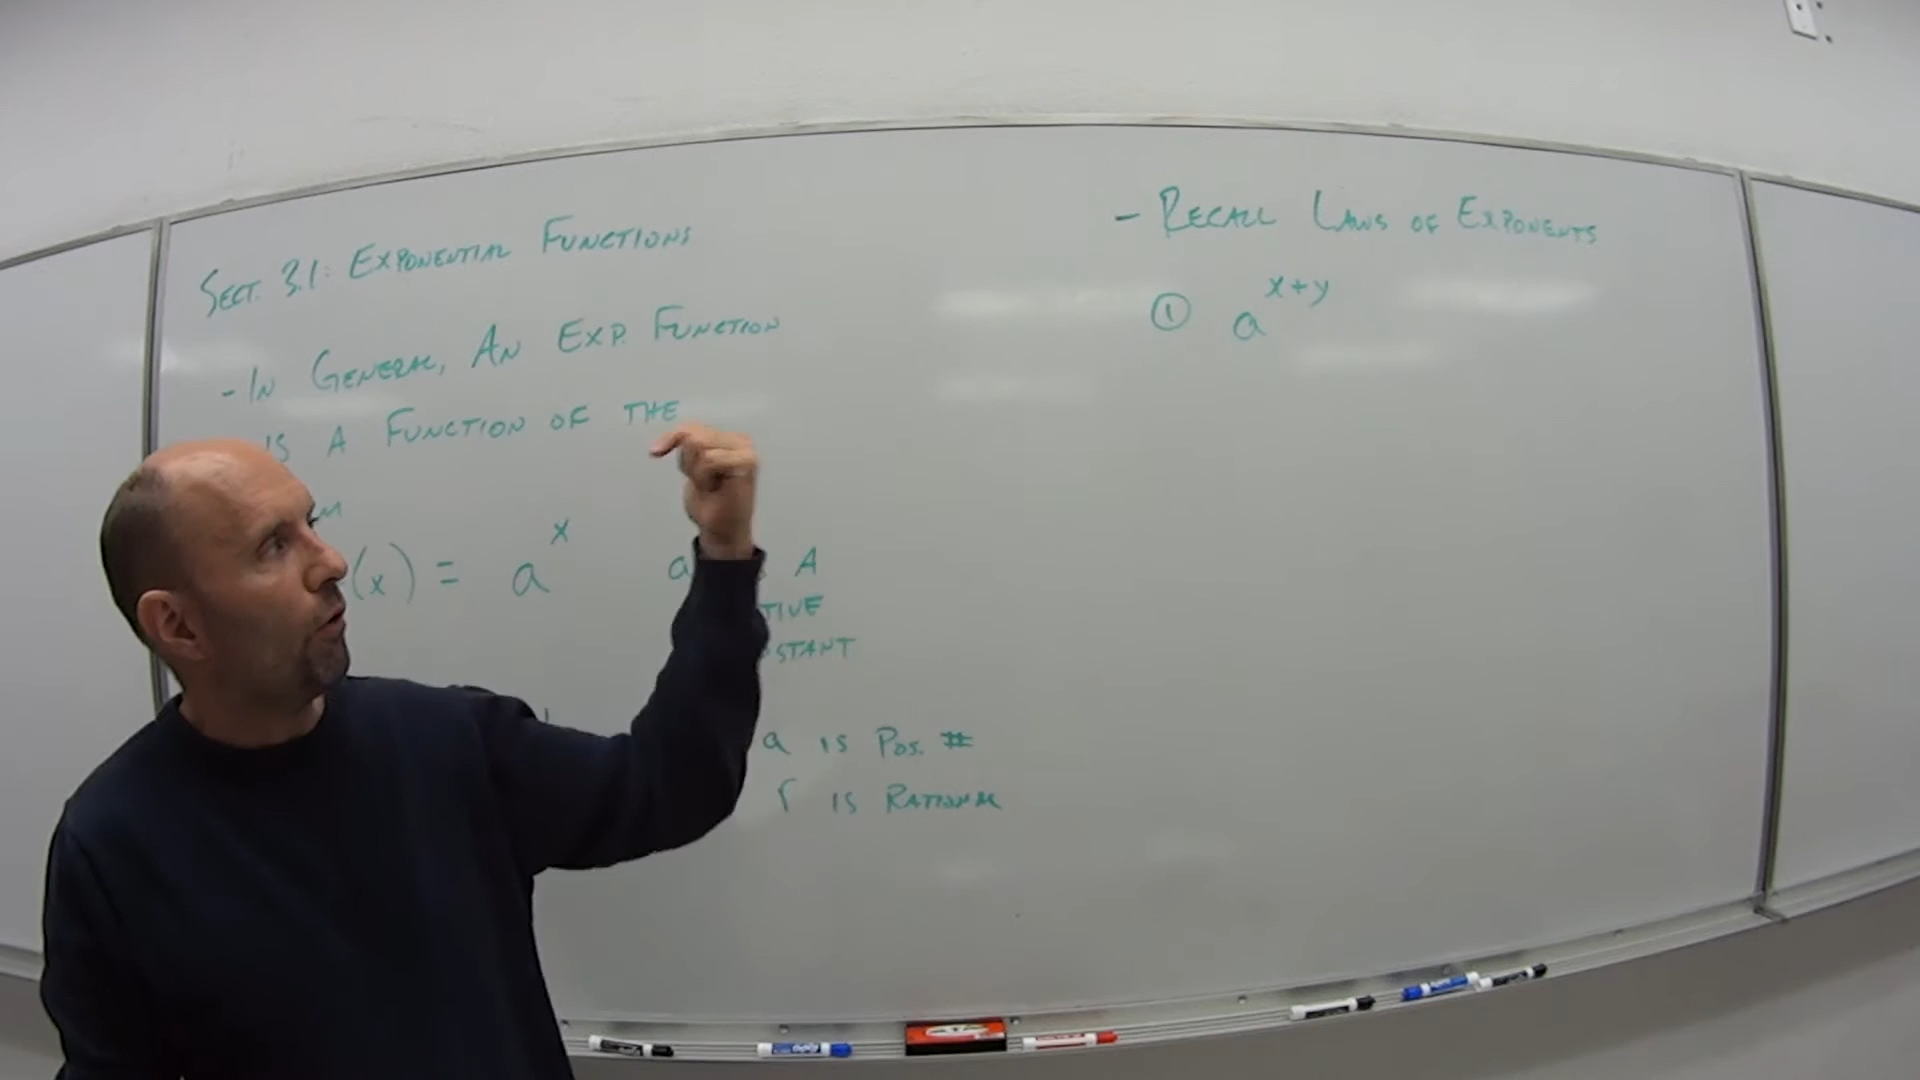 SECT. 3.1: EXPONENTIAL FUNCTIONS
- IN GENERAL, AN EXP. FUNCTION
IS A FUNCTION OF THE
(x) = a^x
A
TIVE
STANT
a IS POS. #
r IS RATIONAL
- RECALL LAWS OF EXPONENTS
① a^x+y